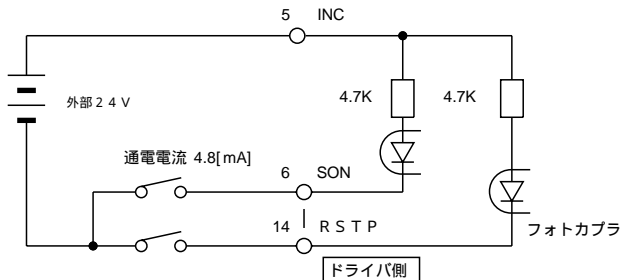 5 INC
4.7K 4.7K
外部24V
通電電流 4.8[mA]
6 SON
14 RSTP
フォトカプラ
ドライバ側